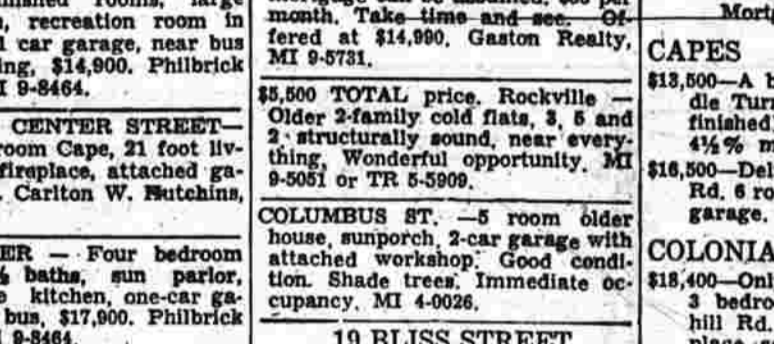 recreation room in
car garage, near bus
$14,900. Philbrick
9-8464.
CENTER STREET—
room Cape, 21 foot liv-
fireplace, attached ga-
Carlton W. Hutchins,
ER — Four bedroom
baths, sun parlor,
kitchen, one-car ga-
bus, $17,900. Philbrick
9-8464
month. Take time and see. Of-
fered at $14,990. Gaston Realty,
MI 9-5731.
$5,500 TOTAL price. Rockville —
Older 2-family cold flats, 3, 5 and
2 structurally sound, near every-
thing, Wonderful opportunity. MI
9-5051 or TR 5-5909.
COLUMBUS ST. —5 room older
house, sunporch, 2-car garage with
attached workshop. Good condi-
tion. Shade trees. Immediate oc-
cupancy. MI 4-0026.
19 BLISS STREET
Mort
CAPES
$13,500—A b
dle Turn
finished
4½% m
$16,500—Del
Rd. 6 ro
garage.
COLONIA
$18,400—Onl
3 bedro
hill Rd.